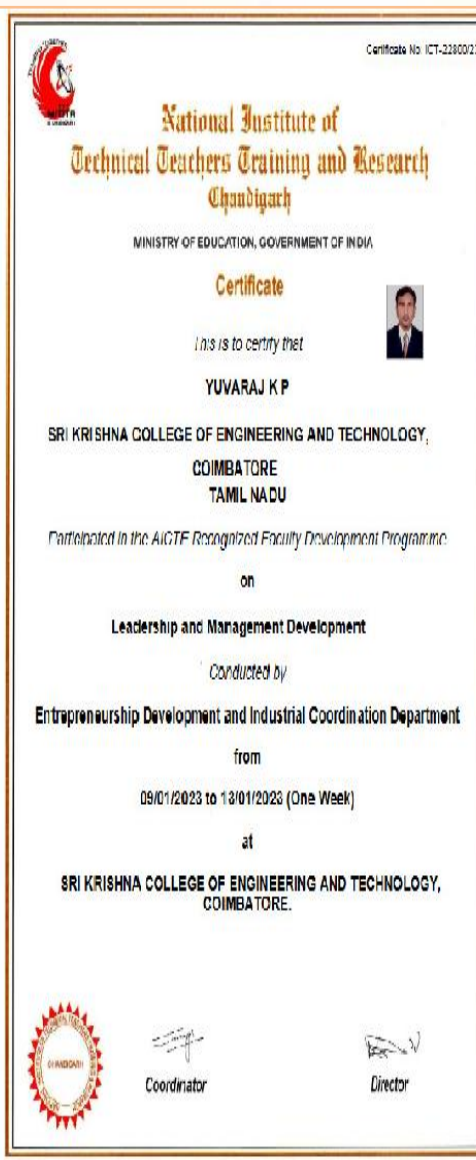 Certificate No. ICT-22800/23
National Institute of
Technical Teachers Training and Research
Chandigarh
MINISTRY OF EDUCATION, GOVERNMENT OF INDIA
Certificate
This is to certify that
YUVARAJ K P
SRI KRISHNA COLLEGE OF ENGINEERING AND TECHNOLOGY,
COIMBATORE
TAMIL NADU
Participated in the AICTE Recognized Faculty Development Programme
on
Leadership and Management Development
Conducted by
Entrepreneurship Development and Industrial Coordination Department
from
09/01/2023 to 13/01/2023 (One Week)
at
SRI KRISHNA COLLEGE OF ENGINEERING AND TECHNOLOGY,
COIMBATORE.
CHANDIGARH
Coordinator
Director